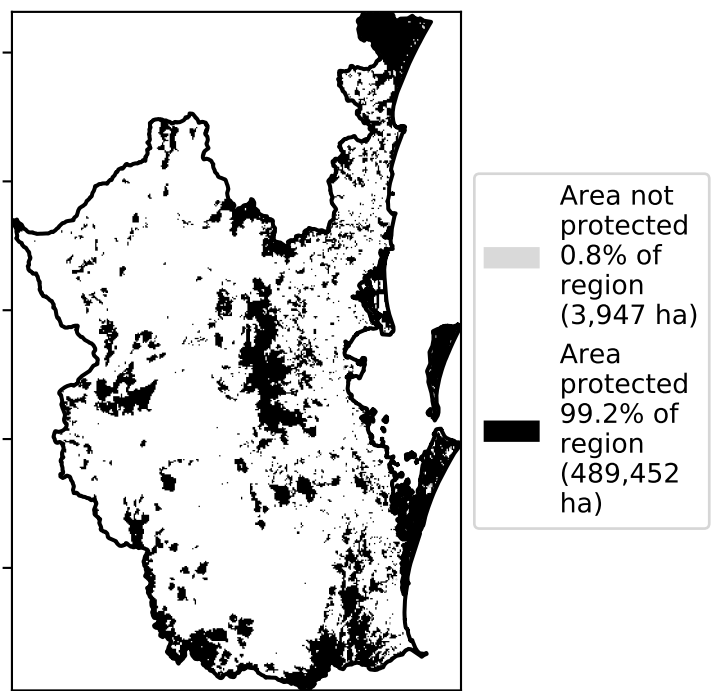 Area not
protected
0.8% of
region
(3,947 ha)
Area
protected
99.2% of
region
(489,452
ha)